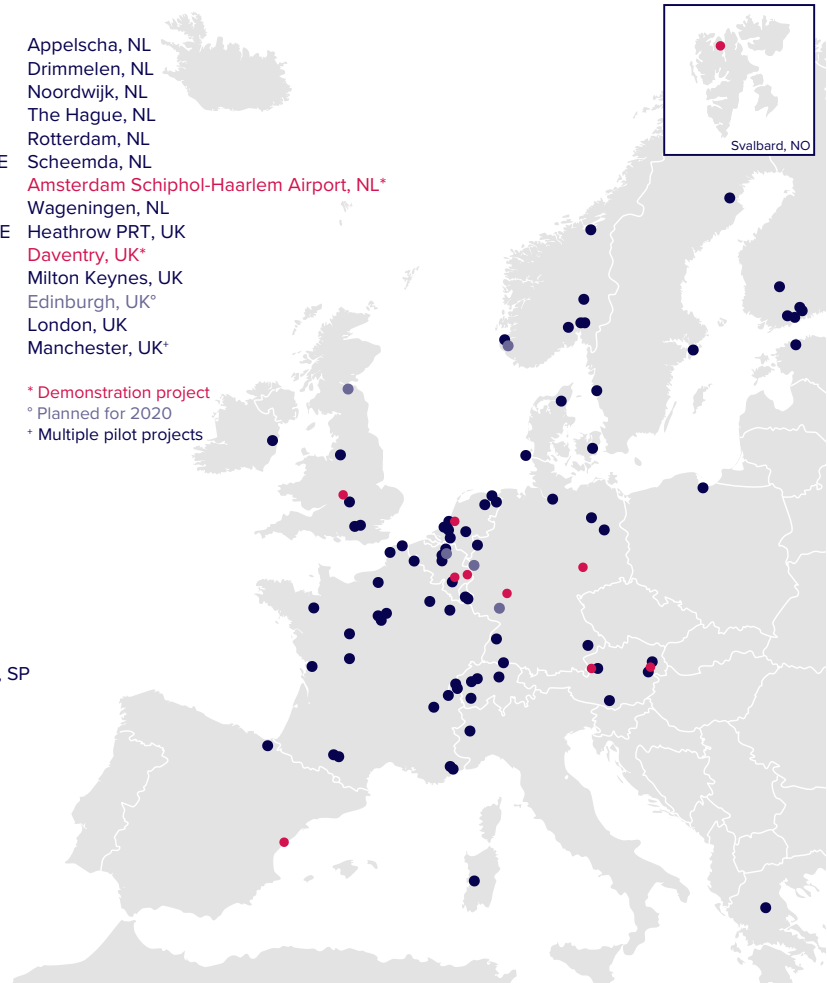 Appelscha, NL
Drimmelen, NL
Noordwijk, NL
The Hague, NL
Rotterdam, NL
E Scheemda, NL
Amsterdam Schiphol-Haarlem Airport, NL*
Wageningen, NL
E Heathrow PRT, UK
Daventry, UK*
Milton Keynes, UK
Edinburgh, UK°
London, UK
Manchester, UK⁺
* Demonstration project
° Planned for 2020
⁺ Multiple pilot projects
, SP
Svalbard, NO